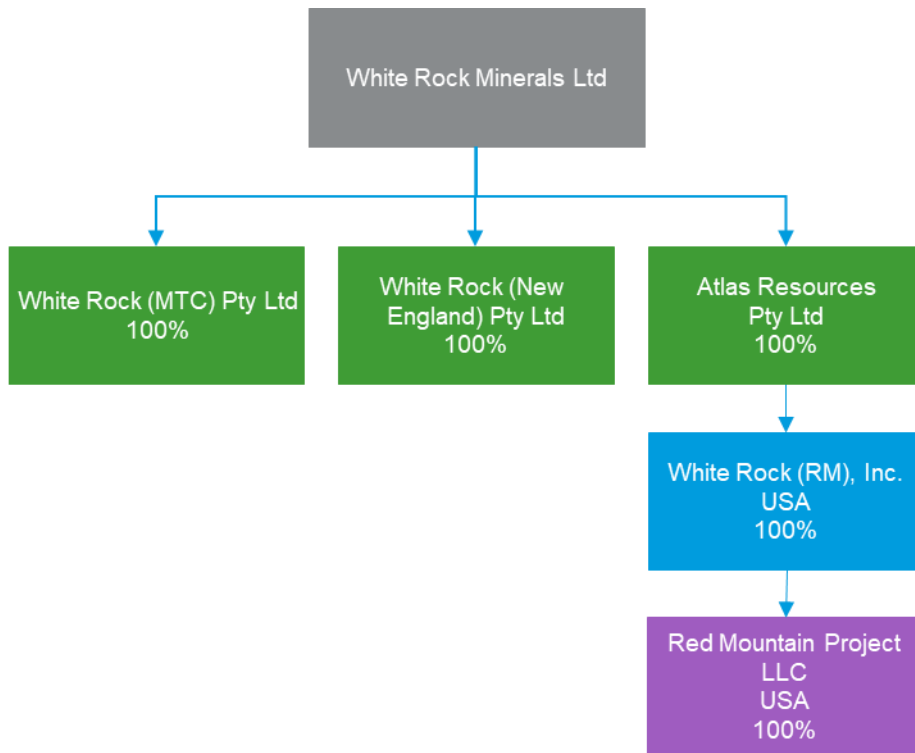 White Rock Minerals Ltd
White Rock (MTC) Pty Ltd
100%
White Rock (New
England) Pty Ltd
100%
Atlas Resources
Pty Ltd
100%
White Rock (RM), Inc.
USA
100%
Red Mountain Project
LLC
USA
100%